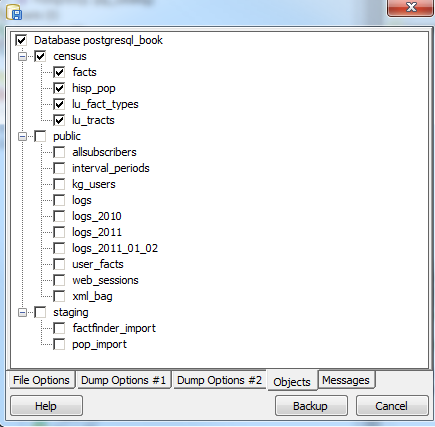 Database postgresql_book
census
facts
hisp_pop
lu_fact_types
lu_tracts
public
allsubscribers
interval_periods
kg_users
logs
logs_2010
logs_2011
logs_2011_01_02
user_facts
web_sessions
xml_bag
staging
factfinder_import
pop_import
File Options Dump Options #1 Dump Options #2 Objects Messages
Help Backup Cancel